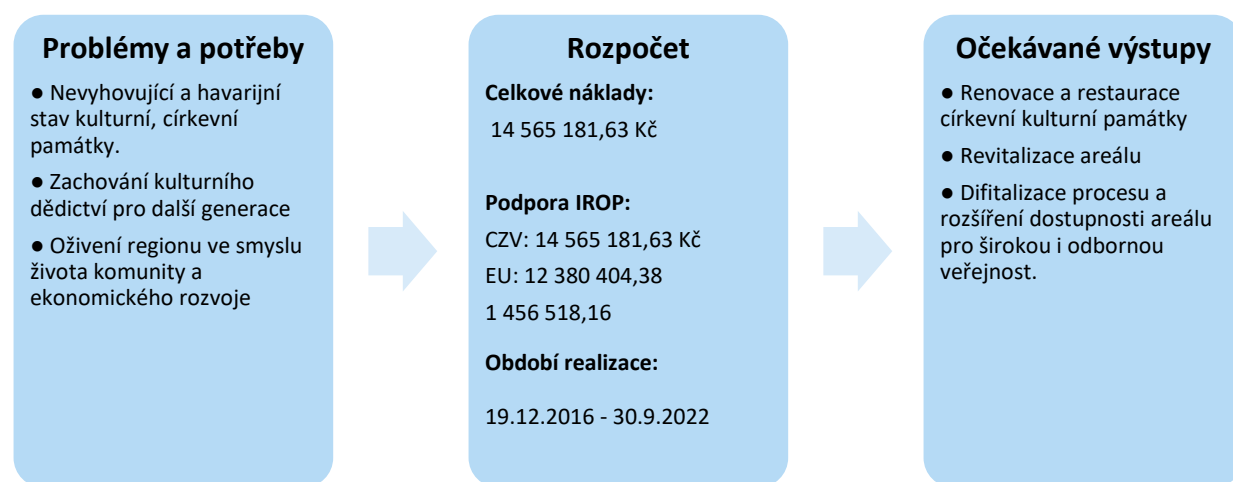 Problémy a potřeby
● Nevyhovující a havarijní
stav kulturní, církevní
památky.
● Zachování kulturního
dědictví pro další generace
● Oživení regionu ve smyslu
života komunity a
ekonomického rozvoje
Rozpočet
Celkové náklady:
14 565 181,63 Kč
Podpora IROP:
CZV: 14 565 181,63 Kč
EU: 12 380 404,38
1 456 518,16
Období realizace:
19.12.2016 - 30.9.2022
Očekávané výstupy
● Renovace a restaurace
církevní kulturní památky
● Revitalizace areálu
● Difitalizace procesu a
rozšíření dostupnosti areálu
pro širokou i odbornou
veřejnost.